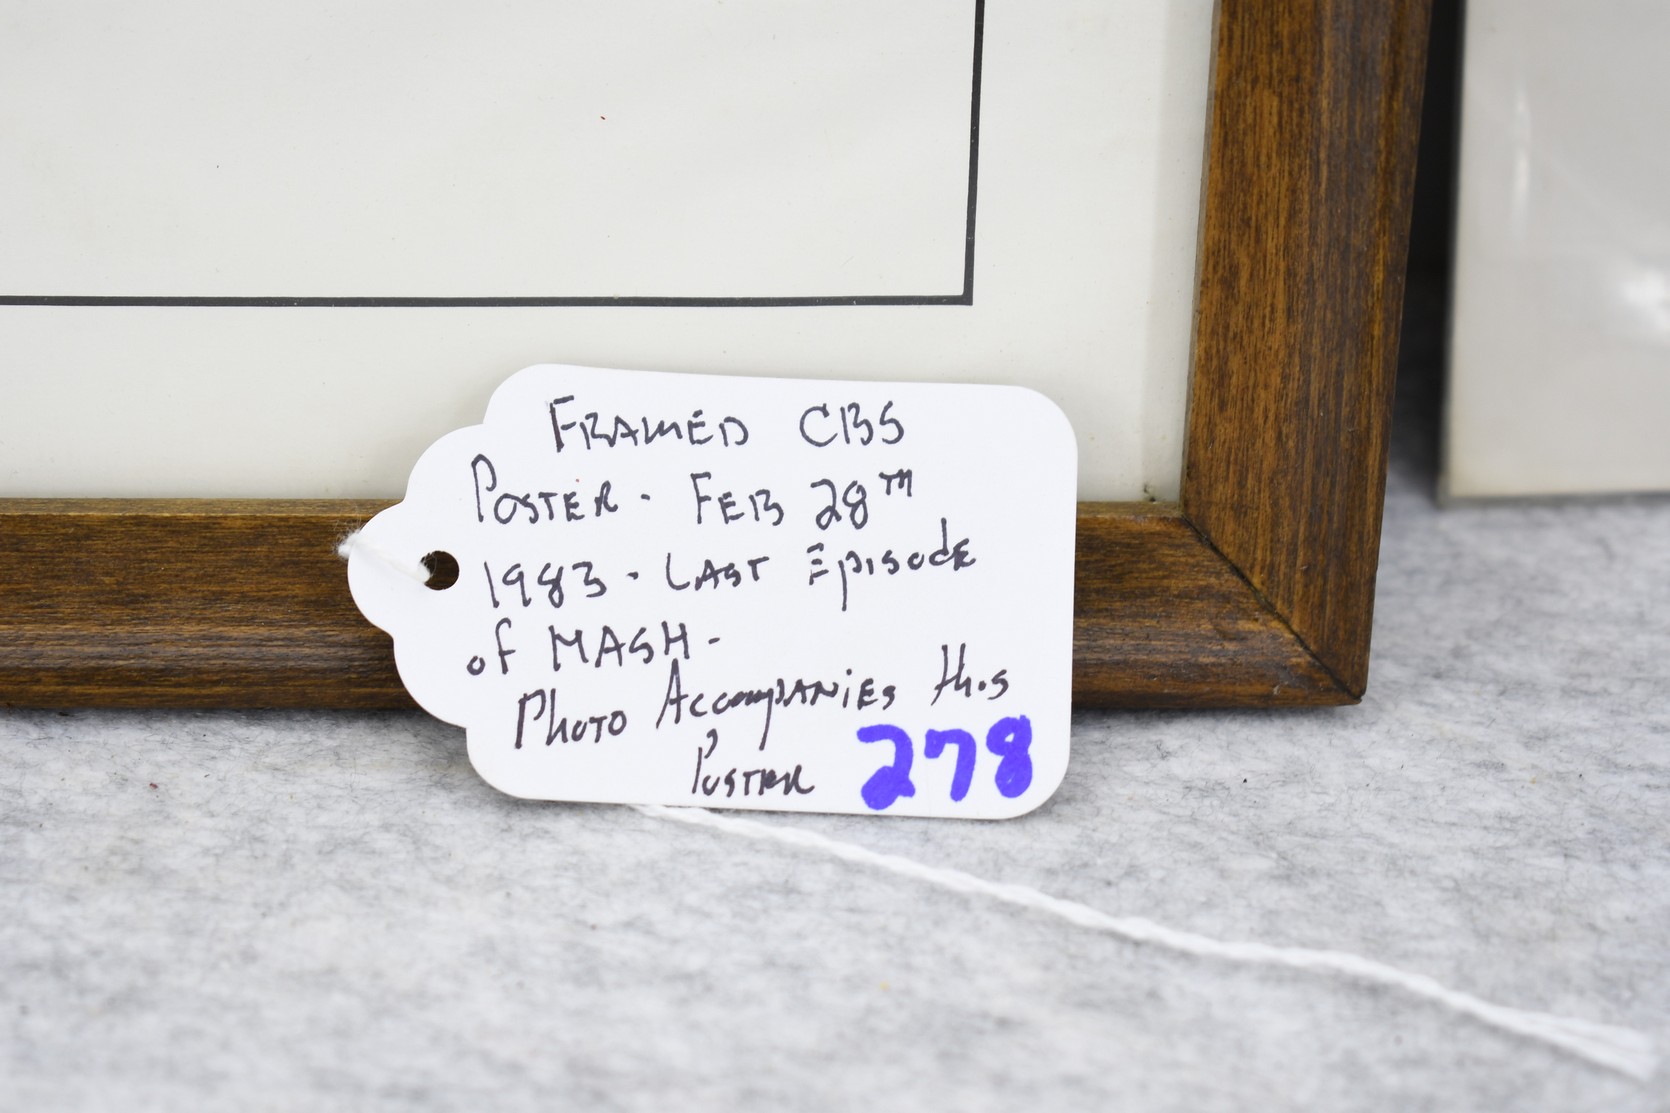 FRAMED CBS
POSTER - FEB 28TH
1983 - LAST Episode
of MASH -
PHOTO AccompANiEs this
POSTER 278